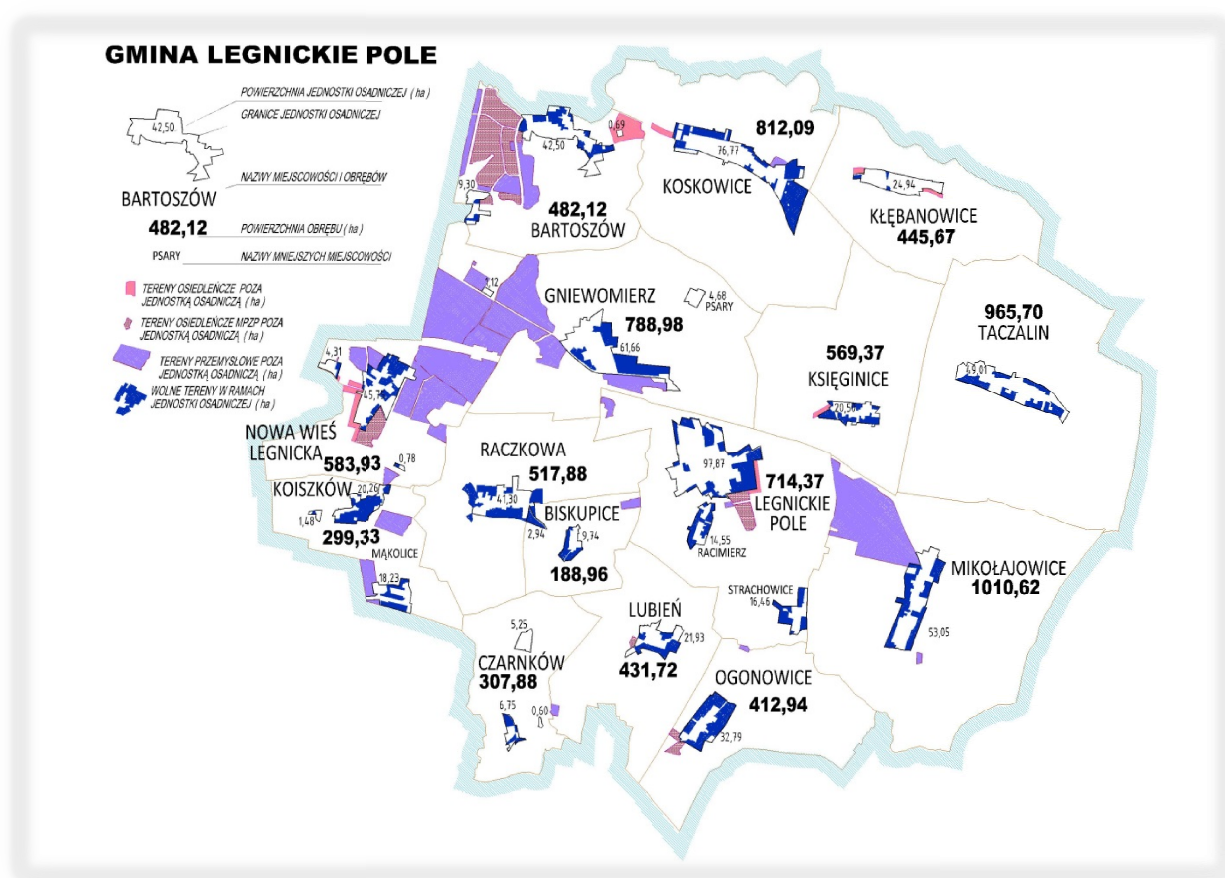 GMINA LEGNICKIE POLE
POWIERZCHNIA JEDNOSTKI OSADNICZEJ ( ha )
GRANICE JEDNOSTKI OSADNICZEJ
42,50
NAZWY MIEJSCOWOŚCI I OBRĘBÓW
BARTOSZÓW
482,12
POWIERZCHNIA OBRĘBU ( ha )
PSARY
NAZWY MNIEJSZYCH MIEJSCOWOŚCI
TERENY OSIEDLEŃCZE POZA
JEDNOSTKĄ OSADNICZĄ ( ha )
TERENY OSIEDLEŃCZE MPZP POZA
JEDNOSTKĄ OSADNICZĄ ( ha )
TERENY PRZEMYSŁOWE POZA
JEDNOSTKĄ OSADNICZĄ ( ha )
WOLNE TERENY W RAMACH
JEDNOSTKI OSADNICZEJ ( ha )
0,69
42,50
9,30
482,12
BARTOSZÓW
812,09
76,77
KOSKOWICE
24,94
KŁĘBANOWICE
445,67
1,12
GNIEWOMIERZ
788,98
61,66
4,68
PSARY
965,70
TACZALIN
49,01
569,37
KSIĘGINICE
20,50
4,31
NOWA WIEŚ
LEGNICKA
583,93
0,78
KOISZKÓW
20,26
1,48
299,33
MĄKOLICE
18,23
RACZKOWA
517,88
41,30
BISKUPICE
2,94
9,74
188,96
97,87
714,37
LEGNICKIE
POLE
14,55
RACIMIERZ
STRACHOWICE
16,46
MIKOŁAJOWICE
1010,62
53,05
LUBIEŃ
21,93
431,72
5,25
CZARNKÓW
307,88
6,75
0,60
OGONOWICE
412,94
32,79